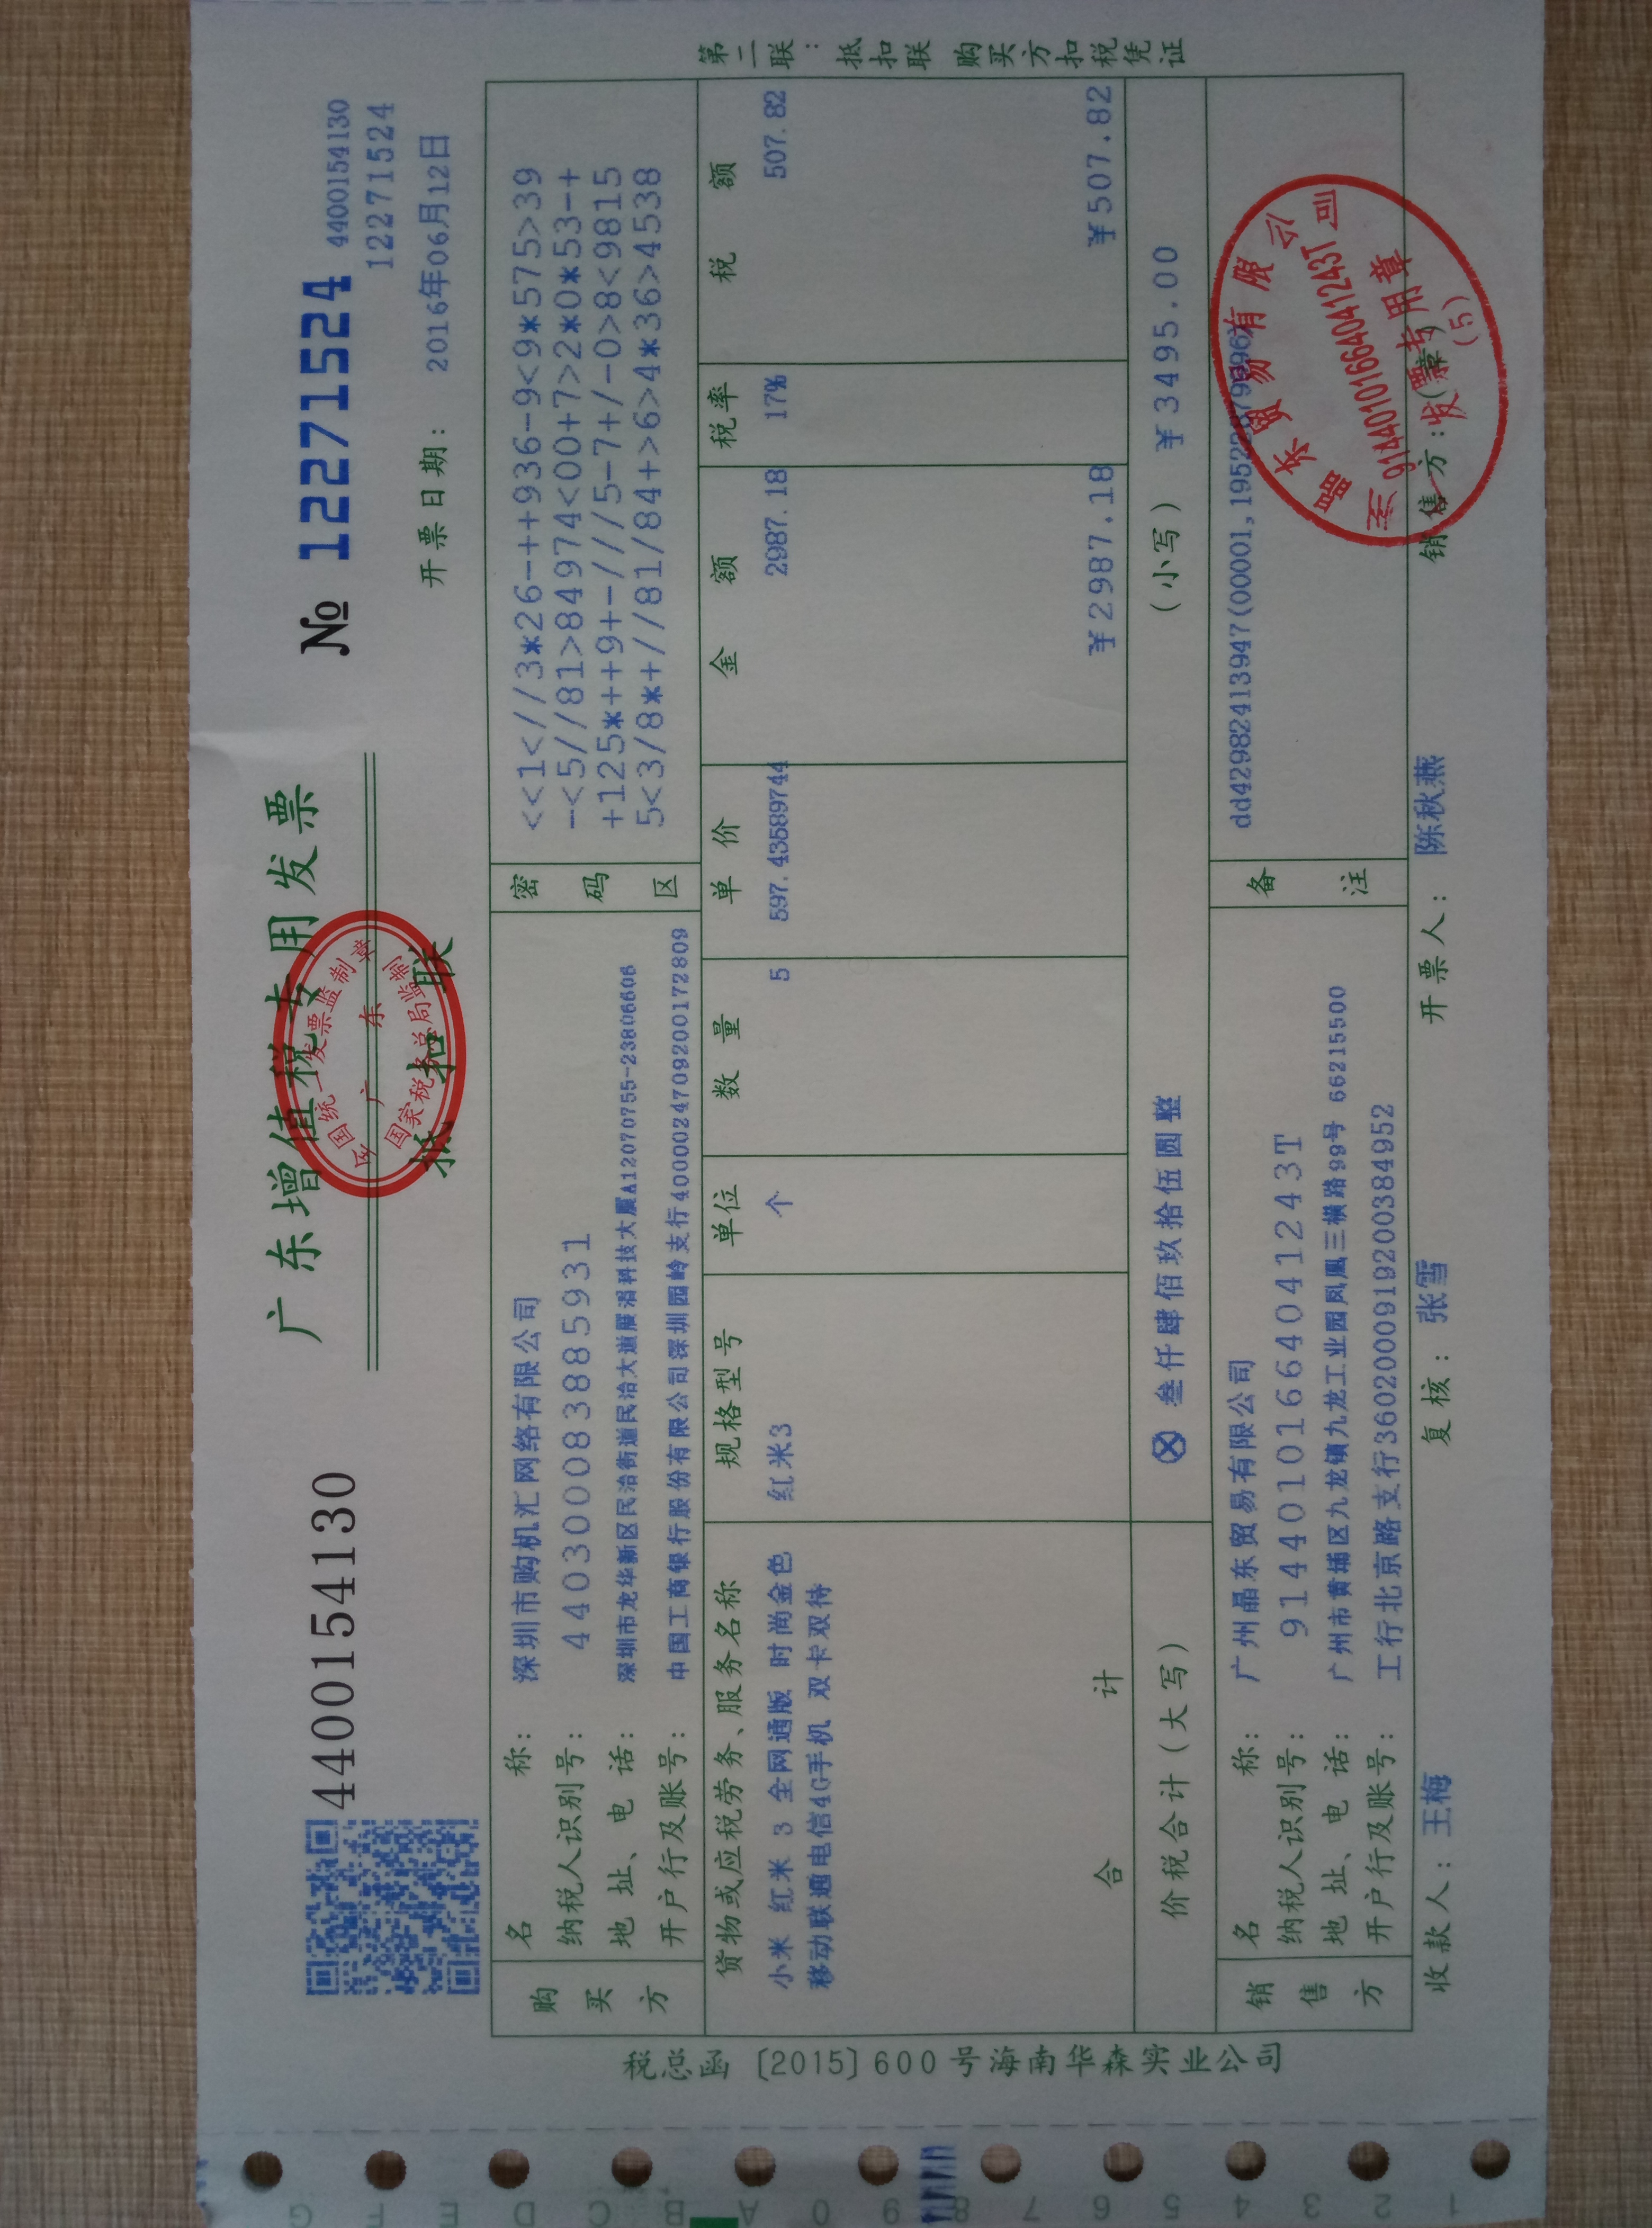 广东增值税专用发票
4400154130
№ 12271524
4400154130
12271524
全国统一发票监制章
广 东
国家税务总局监制
抵 扣 联
开票日期: 2016年06月12日
购买方
名 称: 深圳市购机汇网络有限公司
纳税人识别号: 440300083885931
地 址、电 话: 深圳市龙华新区民治街道民治大道展滔科技大厦A12070755-23806606
开户行及账号: 中国工商银行股份有限公司深圳园岭支行4000024709200172809
密码区
<<1<//3*26-++936-9<9*575>39
-<5//81>84974<00+7>2*0*53-+
+125*++9+-///5-7+/-0>8<9815
5<3/8*+//81/84+>6>4*36>4538
货物或应税劳务、服务名称 规格型号 单位 数 量 单 价 金 额 税率 税 额
小米 红米 3 全网通版 时尚金色 红米3 个 5 597.43589744 2987.18 17% 507.82
移动联通电信4G手机 双卡双待
合 计 ¥2987.18 ¥507.82
价税合计(大写) ⊗ 叁仟肆佰玖拾伍圆整 (小写) ¥3495.00
销售方
名 称: 广州晶东贸易有限公司
纳税人识别号: 91440101664041243T
地 址、电 话: 广州市黄埔区九龙镇九龙工业园凤凰三横路99号 66215500
开户行及账号: 工行北京路支行3602000919200384952
备注
dd42982413947(00001,19522879996)
收款人: 王梅 复核: 张雪 开票人: 陈秋燕 销售方:(章)
州晶东贸易有限公司
91440101664041243T
发票专用章
(5)
税总函〔2015〕600号海南华森实业公司
第二联:抵扣联 购买方扣税凭证
G
F
E
D
C
B
A
0
9
8
7
6
5
4
3
2
1